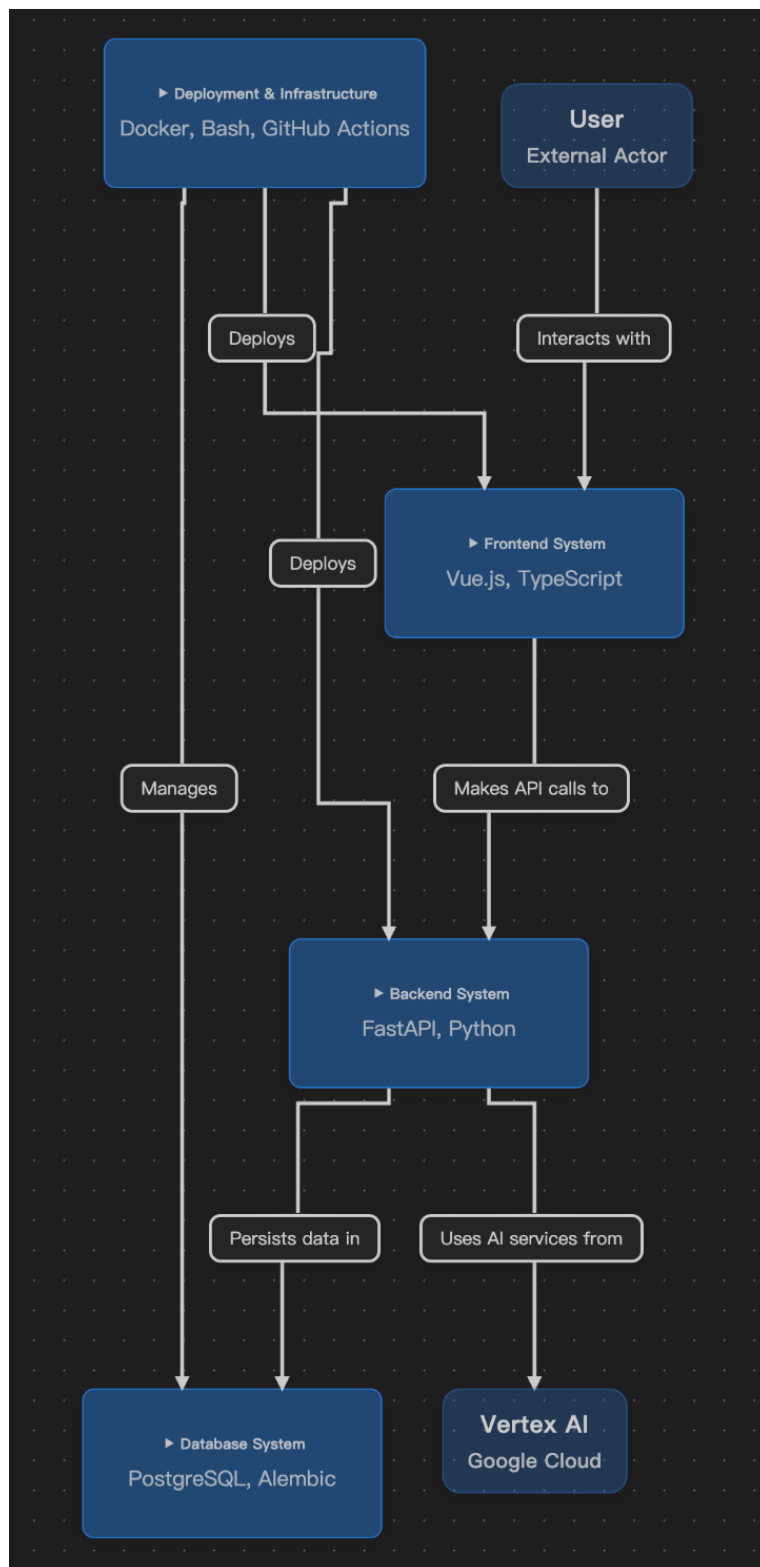 Deployment & Infrastructure
Docker, Bash, GitHub Actions
User
External Actor
Deploys
Interacts with
Frontend System
Vue.js, TypeScript
Deploys
Manages
Makes API calls to
Backend System
FastAPI, Python
Persists data in
Uses AI services from
Database System
PostgreSQL, Alembic
Vertex AI
Google Cloud